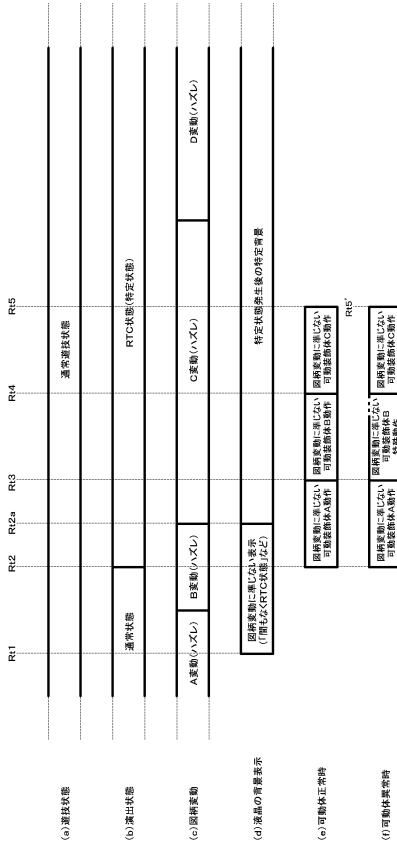 Rt1
Rt2
Rt2a
Rt3
Rt4
Rt5
(a)遊技状態
通常遊技状態
(b)演出状態
通常状態
RTC状態(特定状態)
(c)図柄変動
A変動(ハズレ)
B変動(ハズレ)
C変動(ハズレ)
D変動(ハズレ)
(d)液晶の背景表示
図柄変動に準じない表示
(「間もなくRTC状態」など)
特定状態発生後の特定背景
(e)可動体正常時
図柄変動に準じない
可動装飾体A動作
図柄変動に準じない
可動装飾体B動作
図柄変動に準じない
可動装飾体C動作
Rt5'
(f)可動体異常時
図柄変動に準じない
可動装飾体A動作
図柄変動に準じない
可動装飾体B
図柄変動に準じない
可動装飾体C動作